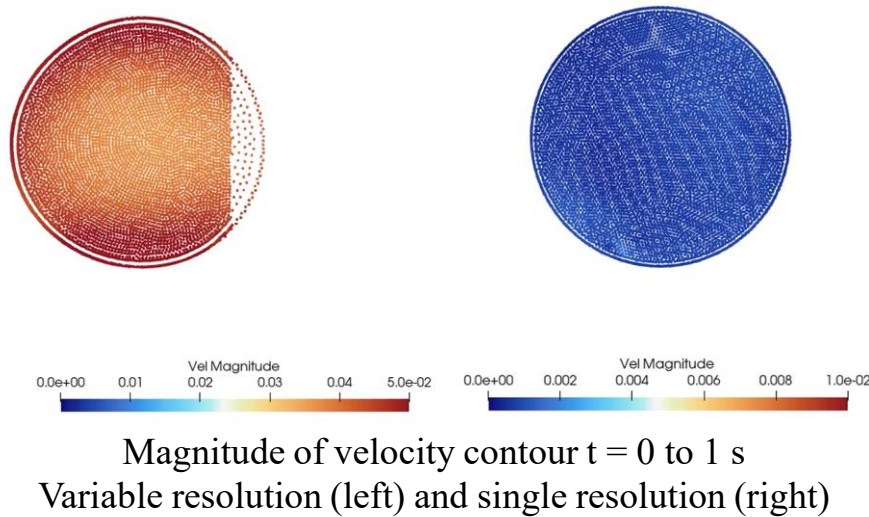 Vel Magnitude
0.0e+00 0.01 0.02 0.03 0.04 5.0e-02
Vel Magnitude
0.0e+00 0.002 0.004 0.006 0.008 1.0e-02
Magnitude of velocity contour t = 0 to 1 s
Variable resolution (left) and single resolution (right)